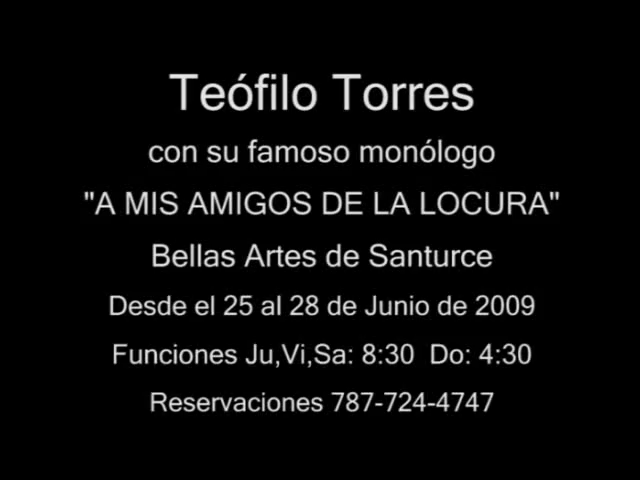 Teófilo Torres
con su famoso monólogo
"A MIS AMIGOS DE LA LOCURA"
Bellas Artes de Santurce
Desde el 25 al 28 de Junio de 2009
Funciones Ju,Vi,Sa: 8:30  Do: 4:30
Reservaciones 787-724-4747